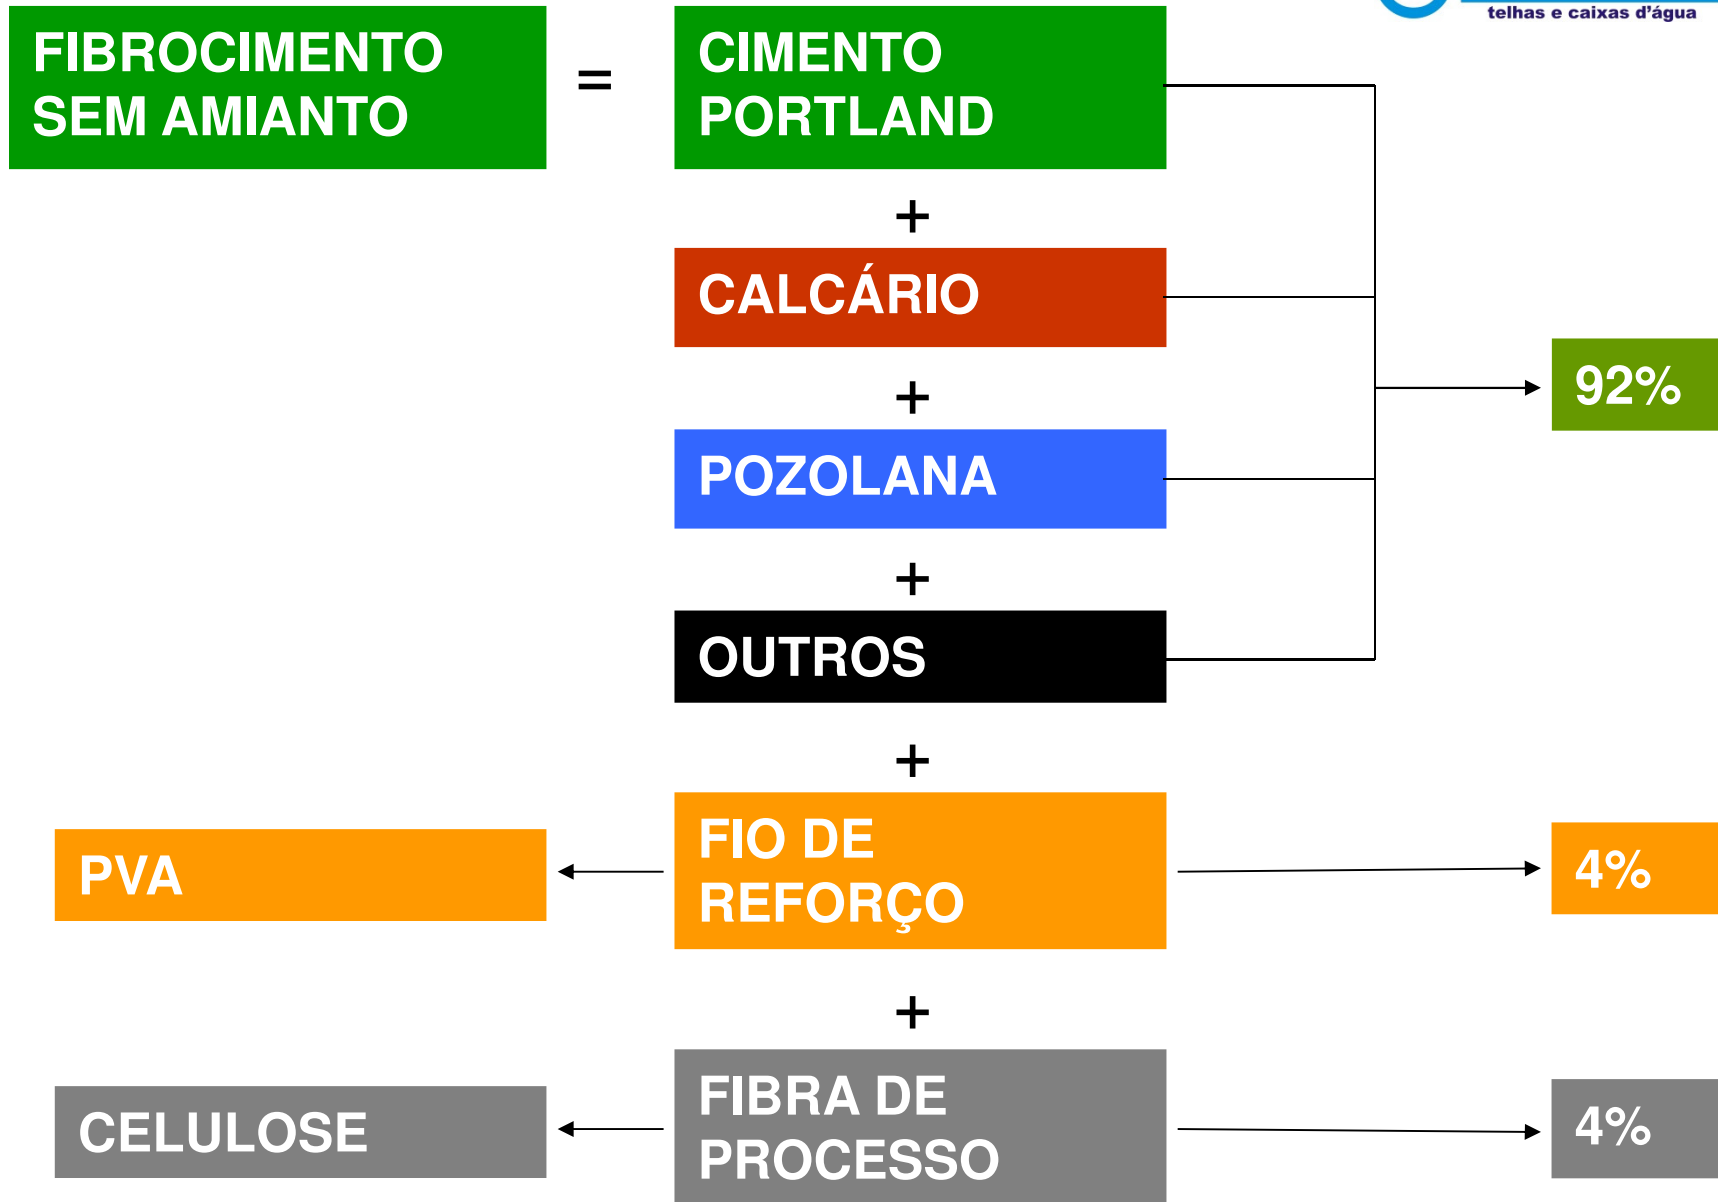 telhas e caixas d'água
FIBROCIMENTO
SEM AMIANTO
=
CIMENTO
PORTLAND
+
CALCÁRIO
+
92%
POZOLANA
+
OUTROS
+
PVA
FIO DE
REFORÇO
4%
+
CELULOSE
FIBRA DE
PROCESSO
4%